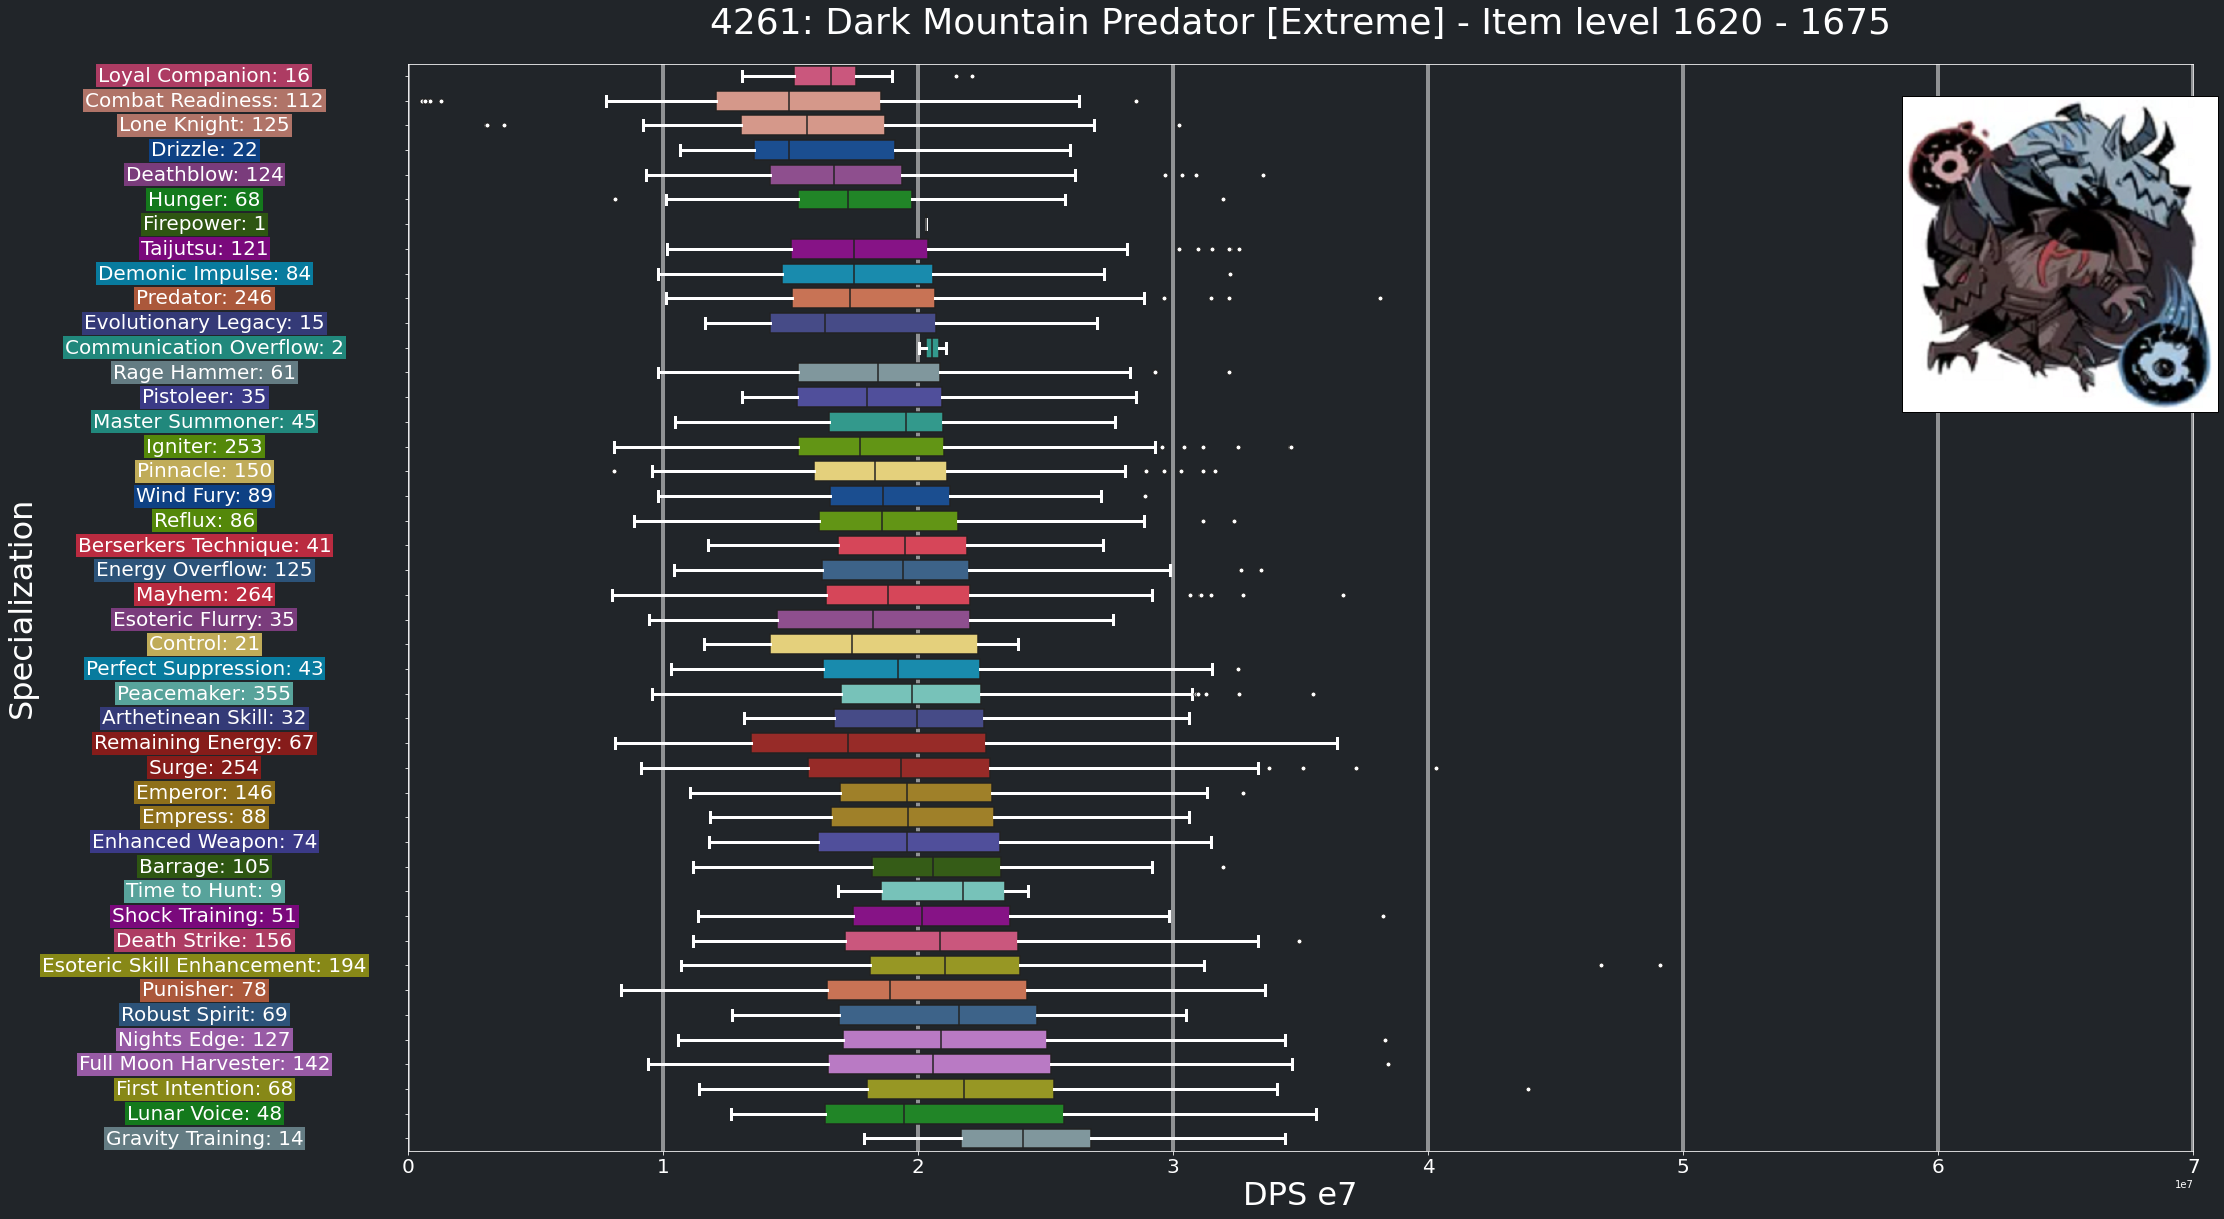 4261: Dark Mountain Predator [Extreme] - Item level 1620 - 1675
Loyal Companion: 16
Combat Readiness: 112
Lone Knight: 125
Drizzle: 22
Deathblow: 124
Hunger: 68
Firepower: 1
Taijutsu: 121
Demonic Impulse: 84
Predator: 246
Evolutionary Legacy: 15
Communication Overflow: 2
Rage Hammer: 61
Pistoleer: 35
Master Summoner: 45
Igniter: 253
Pinnacle: 150
Wind Fury: 89
Reflux: 86
Berserkers Technique: 41
Energy Overflow: 125
Mayhem: 264
Esoteric Flurry: 35
Control: 21
Perfect Suppression: 43
Peacemaker: 355
Arthetinean Skill: 32
Remaining Energy: 67
Surge: 254
Emperor: 146
Empress: 88
Enhanced Weapon: 74
Barrage: 105
Time to Hunt: 9
Shock Training: 51
Death Strike: 156
Esoteric Skill Enhancement: 194
Punisher: 78
Robust Spirit: 69
Nights Edge: 127
Full Moon Harvester: 142
First Intention: 68
Lunar Voice: 48
Gravity Training: 14
Specialization
0 1 2 3 4 5 6 7
DPS e7
1e7